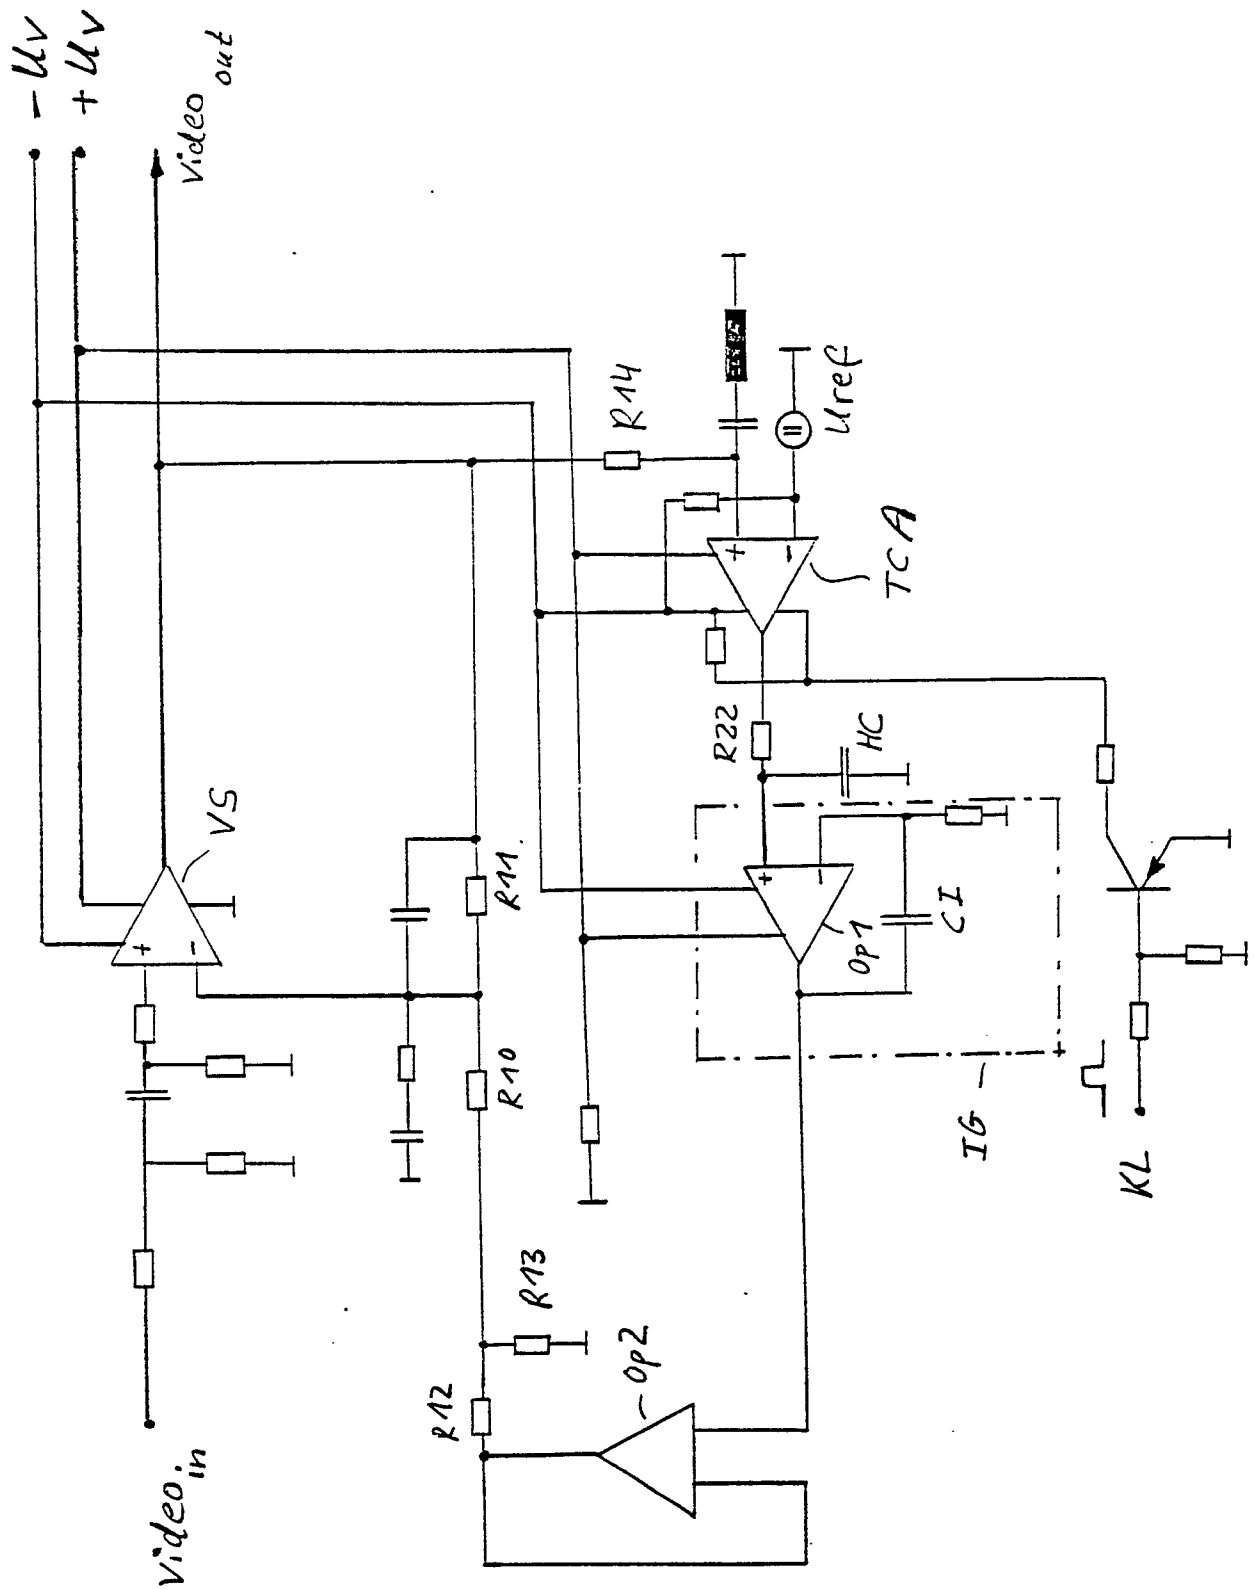 - Uv
+ Uv
Video out
VS
+
-
R14
Uref
+
-
TCA
R22
HC
R11
R10
+
-
Op1
CI
IG
KL
R13
R12
Op2
Video in